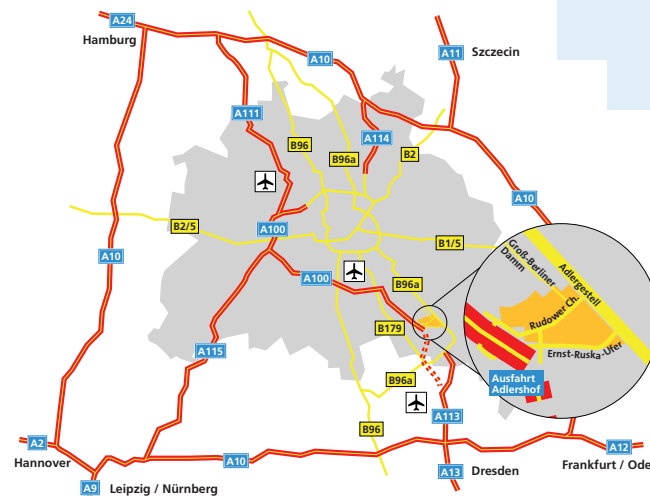 A24
Hamburg
A10
A11
Szczecin
A111
A114
B96
B96a
B2
A10
B2/5
A100
B1/5
A10
A100
B96a
B179
A115
B96a
B96
A113
Groß-Berliner
Damm
Adlergestell
Rudower Ch.
Ernst-Ruska-Ufer
Ausfahrt
Adlershof
A2
Hannover
A9
Leipzig / Nürnberg
A10
A13
Dresden
A12
Frankfurt / Ode